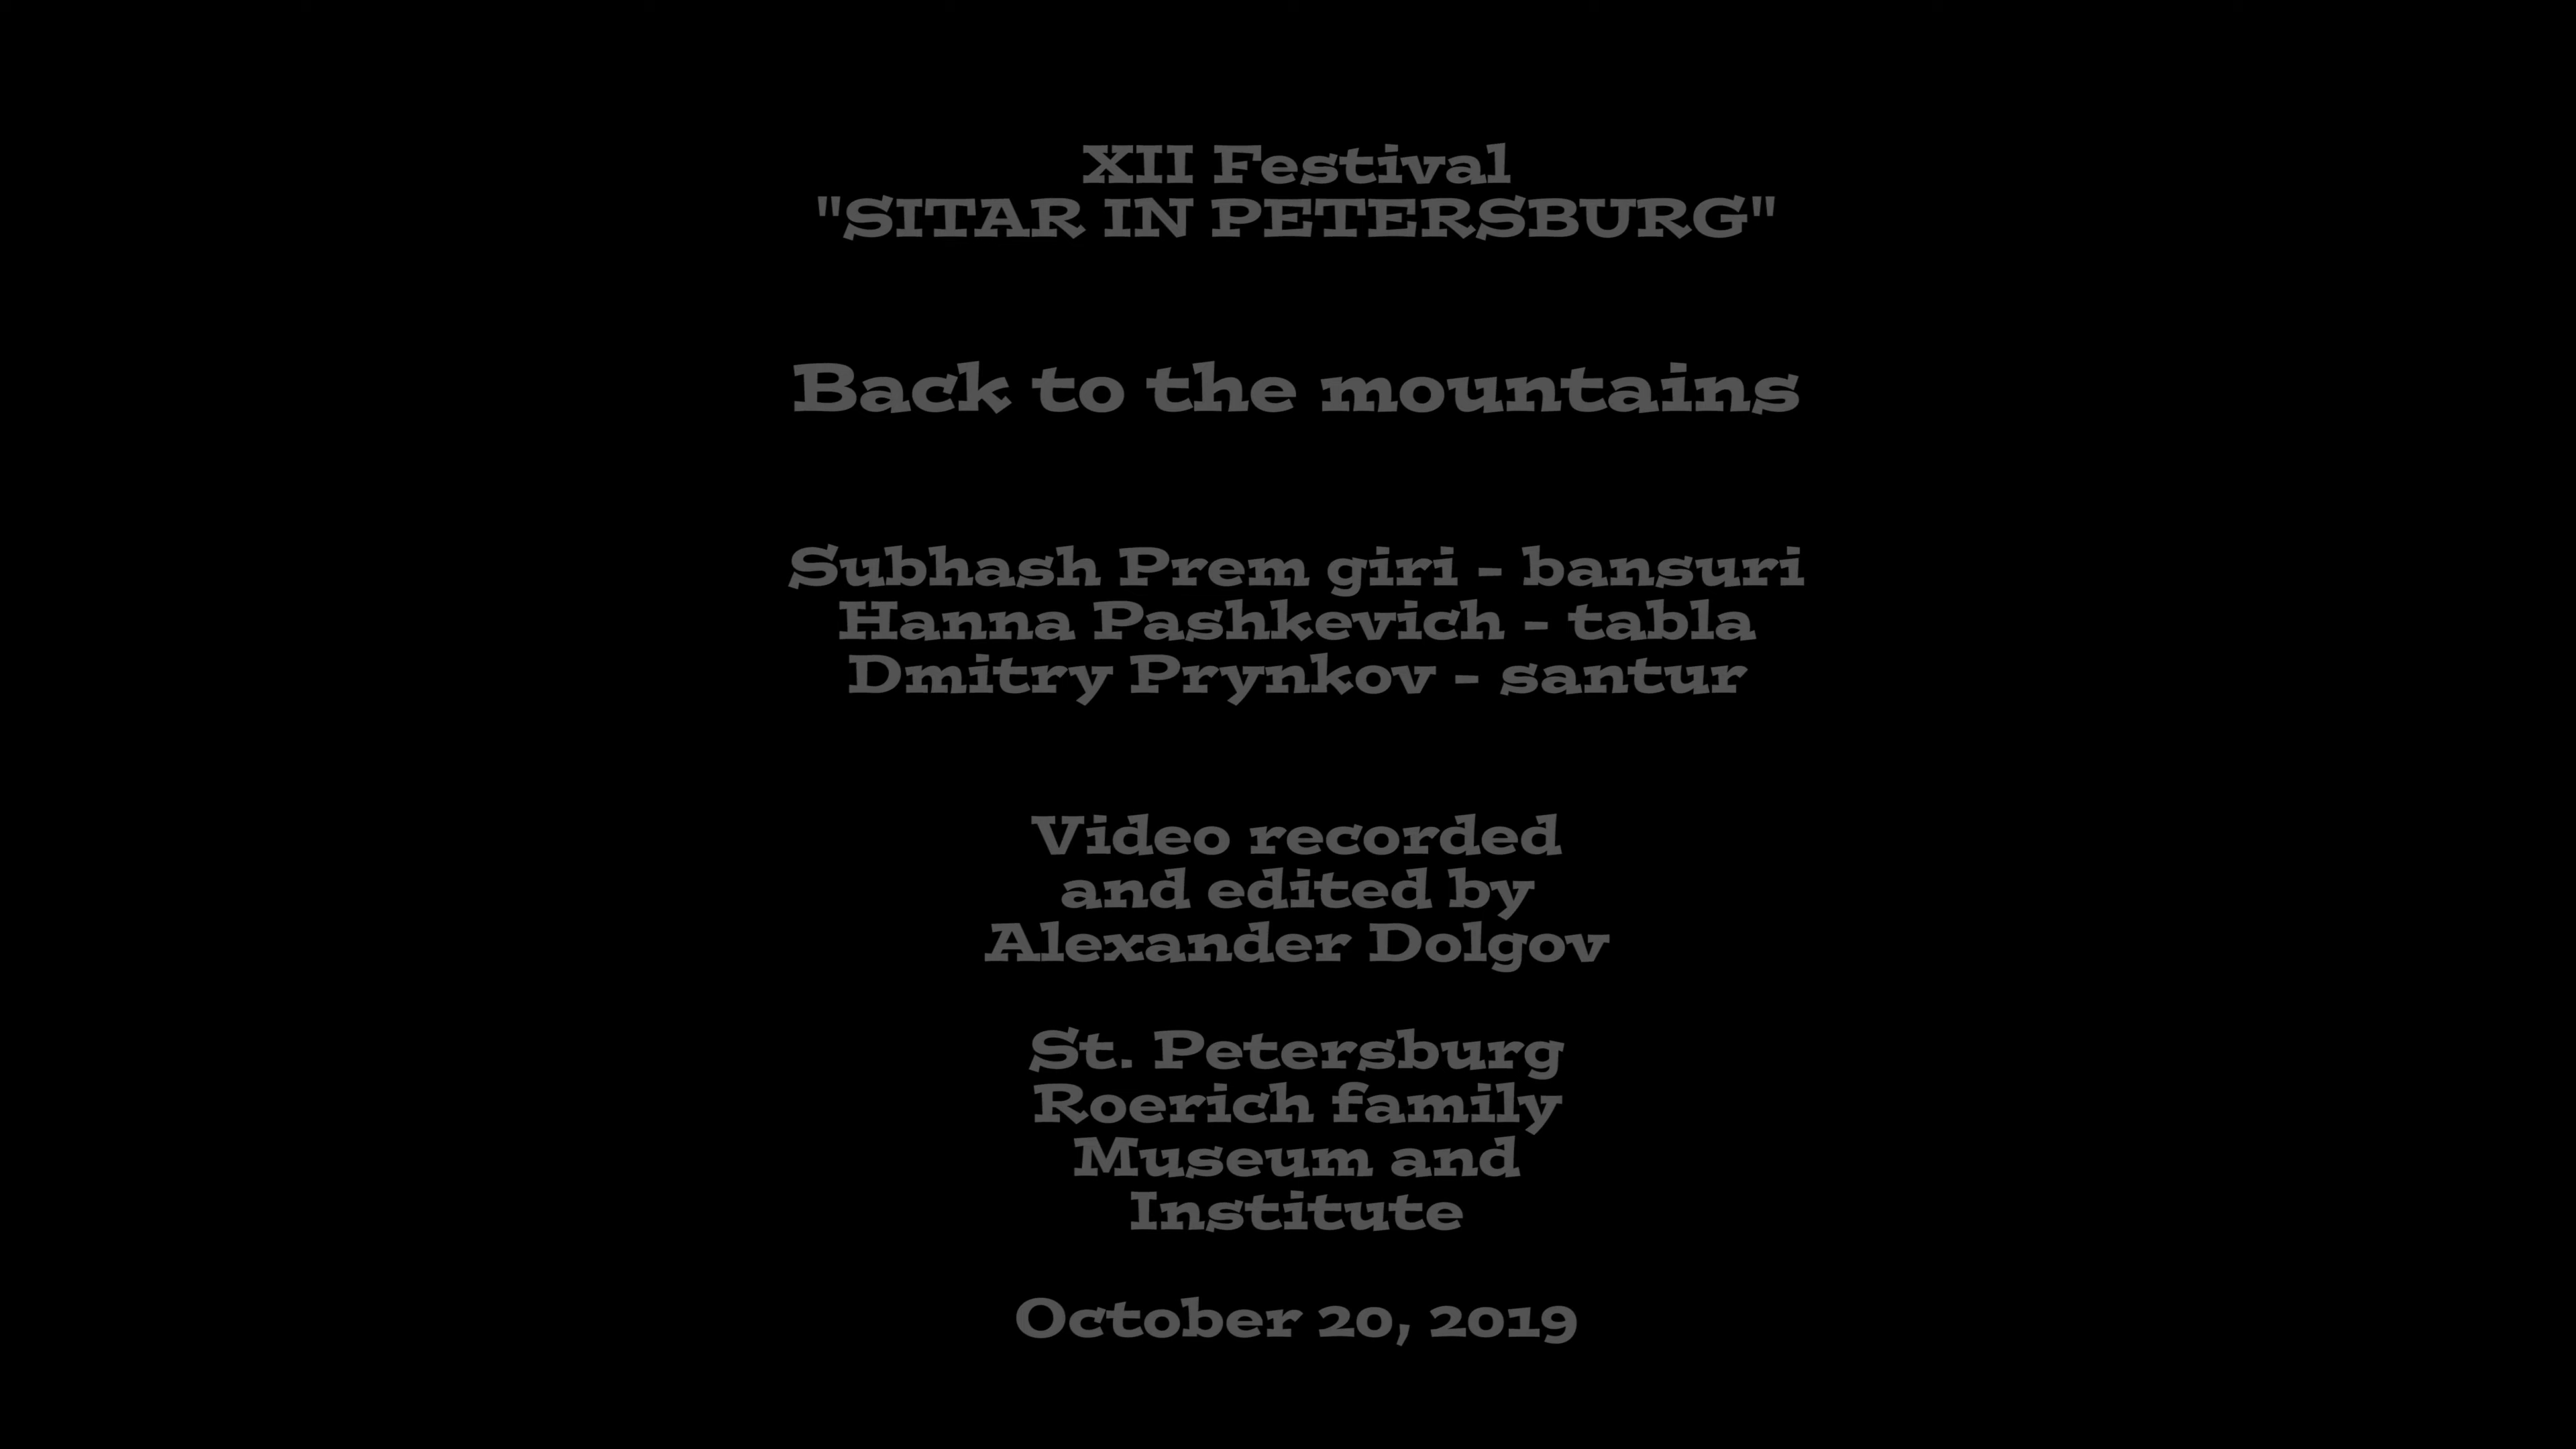 XII Festival
"SITAR IN PETERSBURG"
Back to the mountains
Subhash Prem giri - bansuri
Hanna Pashkevich - tabla
Dmitry Prynkov - santur
Video recorded
and edited by
Alexander Dolgov
St. Petersburg
Roerich family
Museum and
Institute
October 20, 2019